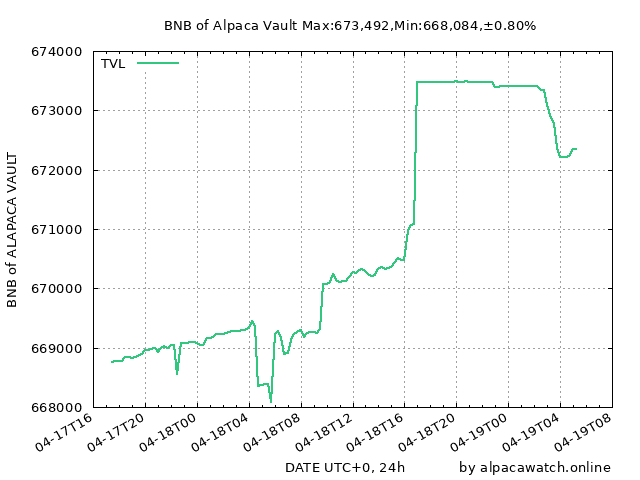 BNB of Alpaca Vault Max:673,492,Min:668,084,±0.80%
TVL
674000
673000
672000
671000
670000
669000
668000
BNB of ALAPACA VAULT
04-17T16
04-17T20
04-18T00
04-18T04
04-18T08
04-18T12
04-18T16
04-18T20
04-19T00
04-19T04
04-19T08
DATE UTC+0, 24h
by alpacawatch.online